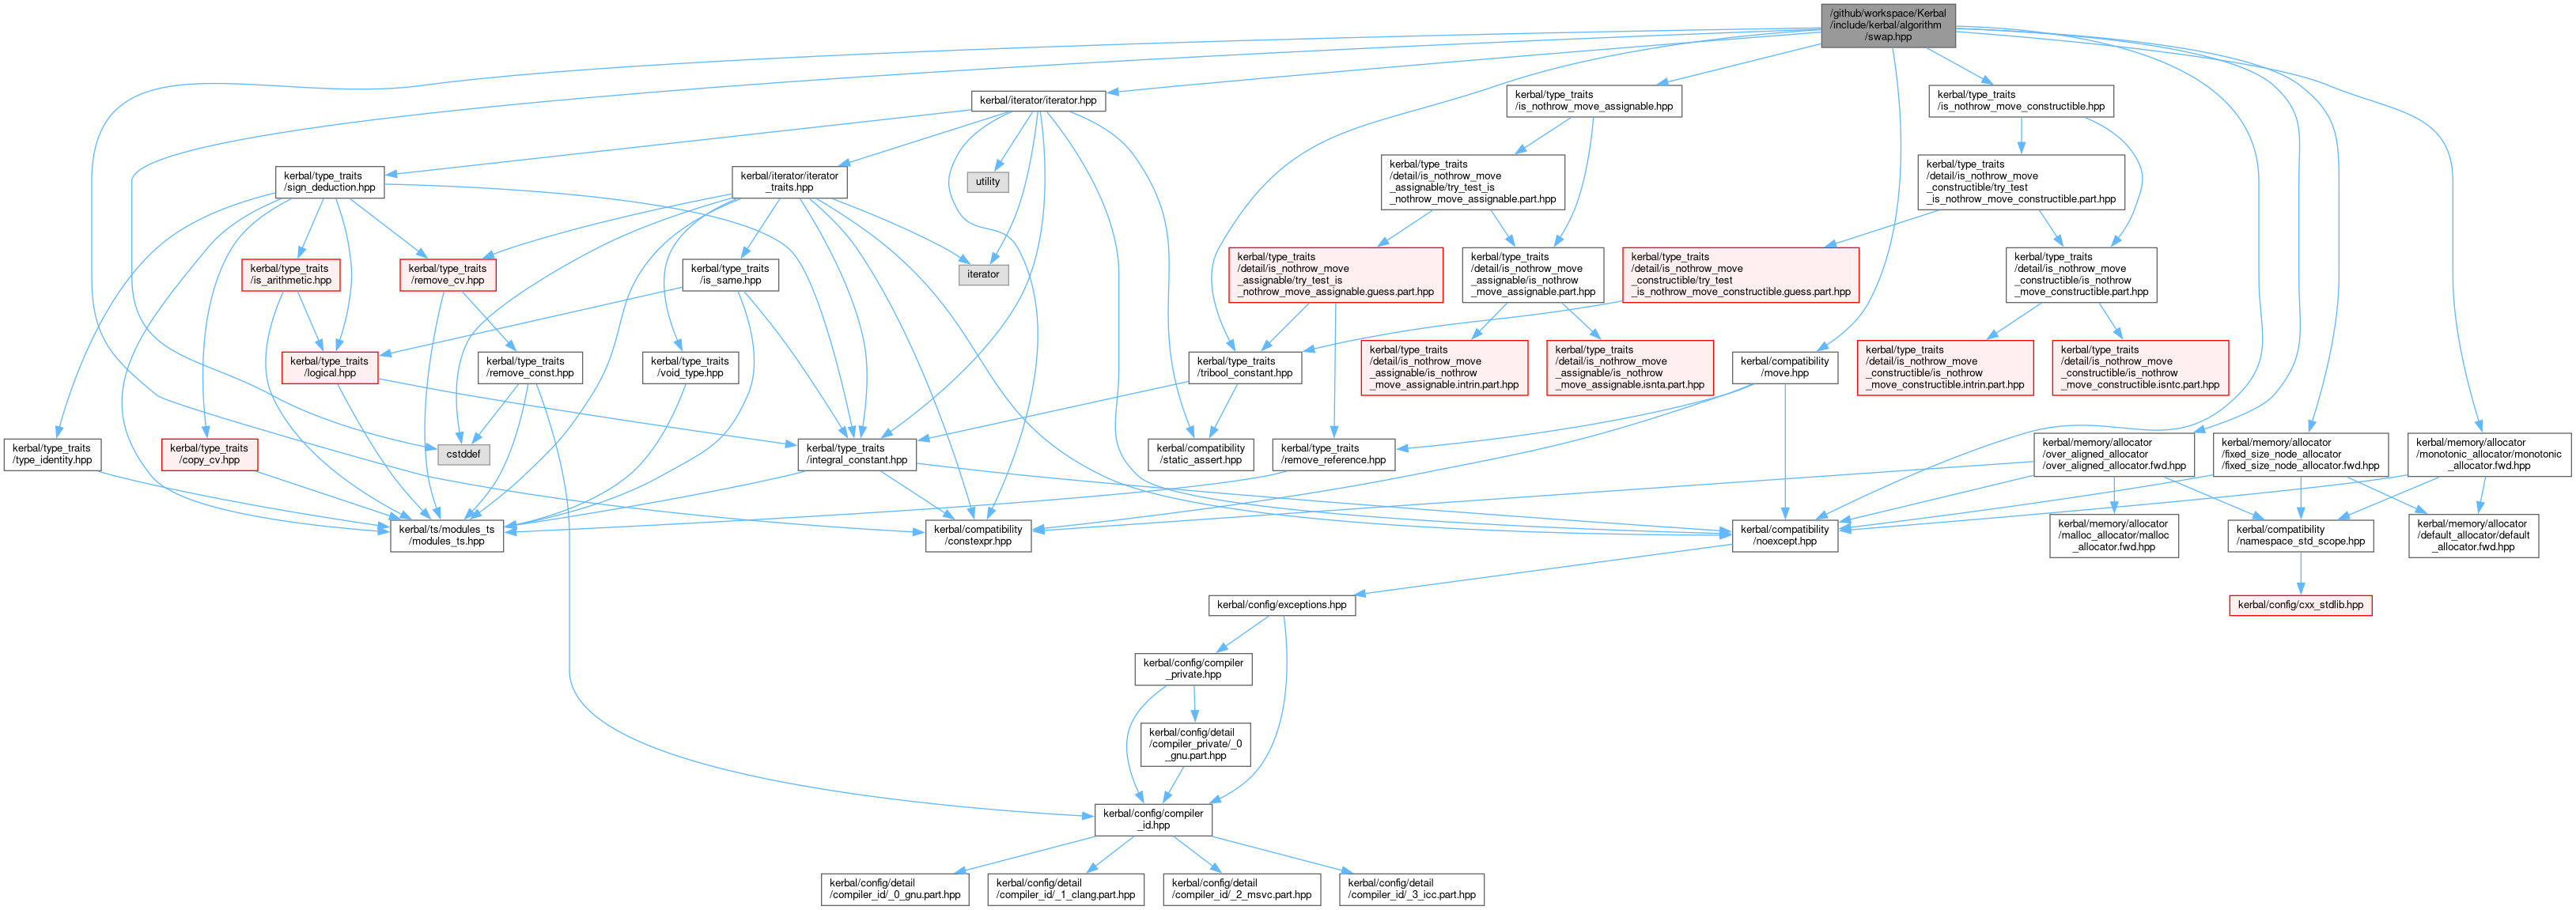 /github/workspace/Kerbal
/include/kerbal/algorithm
/swap.hpp
kerbal/iterator/iterator.hpp
kerbal/type_traits
/is_nothrow_move_assignable.hpp
kerbal/type_traits
/is_nothrow_move_constructible.hpp
kerbal/type_traits
/sign_deduction.hpp
kerbal/iterator/iterator
_traits.hpp
utility
kerbal/type_traits
/detail/is_nothrow_move
_assignable/try_test_is
_nothrow_move_assignable.part.hpp
kerbal/type_traits
/detail/is_nothrow_move
_constructible/try_test
_is_nothrow_move_constructible.part.hpp
kerbal/type_traits
/is_arithmetic.hpp
kerbal/type_traits
/remove_cv.hpp
kerbal/type_traits
/is_same.hpp
iterator
kerbal/type_traits
/detail/is_nothrow_move
_assignable/try_test_is
_nothrow_move_assignable.guess.part.hpp
kerbal/type_traits
/detail/is_nothrow_move
_assignable/is_nothrow
_move_assignable.part.hpp
kerbal/type_traits
/detail/is_nothrow_move
_constructible/try_test
_is_nothrow_move_constructible.guess.part.hpp
kerbal/type_traits
/detail/is_nothrow_move
_constructible/is_nothrow
_move_constructible.part.hpp
kerbal/type_traits
/logical.hpp
kerbal/type_traits
/remove_const.hpp
kerbal/type_traits
/void_type.hpp
kerbal/type_traits
/tribool_constant.hpp
kerbal/type_traits
/detail/is_nothrow_move
_assignable/is_nothrow
_move_assignable.intrin.part.hpp
kerbal/type_traits
/detail/is_nothrow_move
_assignable/is_nothrow
_move_assignable.isnta.part.hpp
kerbal/compatibility
/move.hpp
kerbal/type_traits
/detail/is_nothrow_move
_constructible/is_nothrow
_move_constructible.intrin.part.hpp
kerbal/type_traits
/detail/is_nothrow_move
_constructible/is_nothrow
_move_constructible.isntc.part.hpp
kerbal/type_traits
/type_identity.hpp
kerbal/type_traits
/copy_cv.hpp
cstddef
kerbal/type_traits
/integral_constant.hpp
kerbal/compatibility
/static_assert.hpp
kerbal/type_traits
/remove_reference.hpp
kerbal/memory/allocator
/over_aligned_allocator
/over_aligned_allocator.fwd.hpp
kerbal/memory/allocator
/fixed_size_node_allocator
/fixed_size_node_allocator.fwd.hpp
kerbal/memory/allocator
/monotonic_allocator/monotonic
_allocator.fwd.hpp
kerbal/ts/modules_ts
/modules_ts.hpp
kerbal/compatibility
/constexpr.hpp
kerbal/compatibility
/noexcept.hpp
kerbal/memory/allocator
/malloc_allocator/malloc
_allocator.fwd.hpp
kerbal/compatibility
/namespace_std_scope.hpp
kerbal/memory/allocator
/default_allocator/default
_allocator.fwd.hpp
kerbal/config/exceptions.hpp
kerbal/config/cxx_stdlib.hpp
kerbal/config/compiler
_private.hpp
kerbal/config/detail
/compiler_private/_0
_gnu.part.hpp
kerbal/config/compiler
_id.hpp
kerbal/config/detail
/compiler_id/_0_gnu.part.hpp
kerbal/config/detail
/compiler_id/_1_clang.part.hpp
kerbal/config/detail
/compiler_id/_2_msvc.part.hpp
kerbal/config/detail
/compiler_id/_3_icc.part.hpp